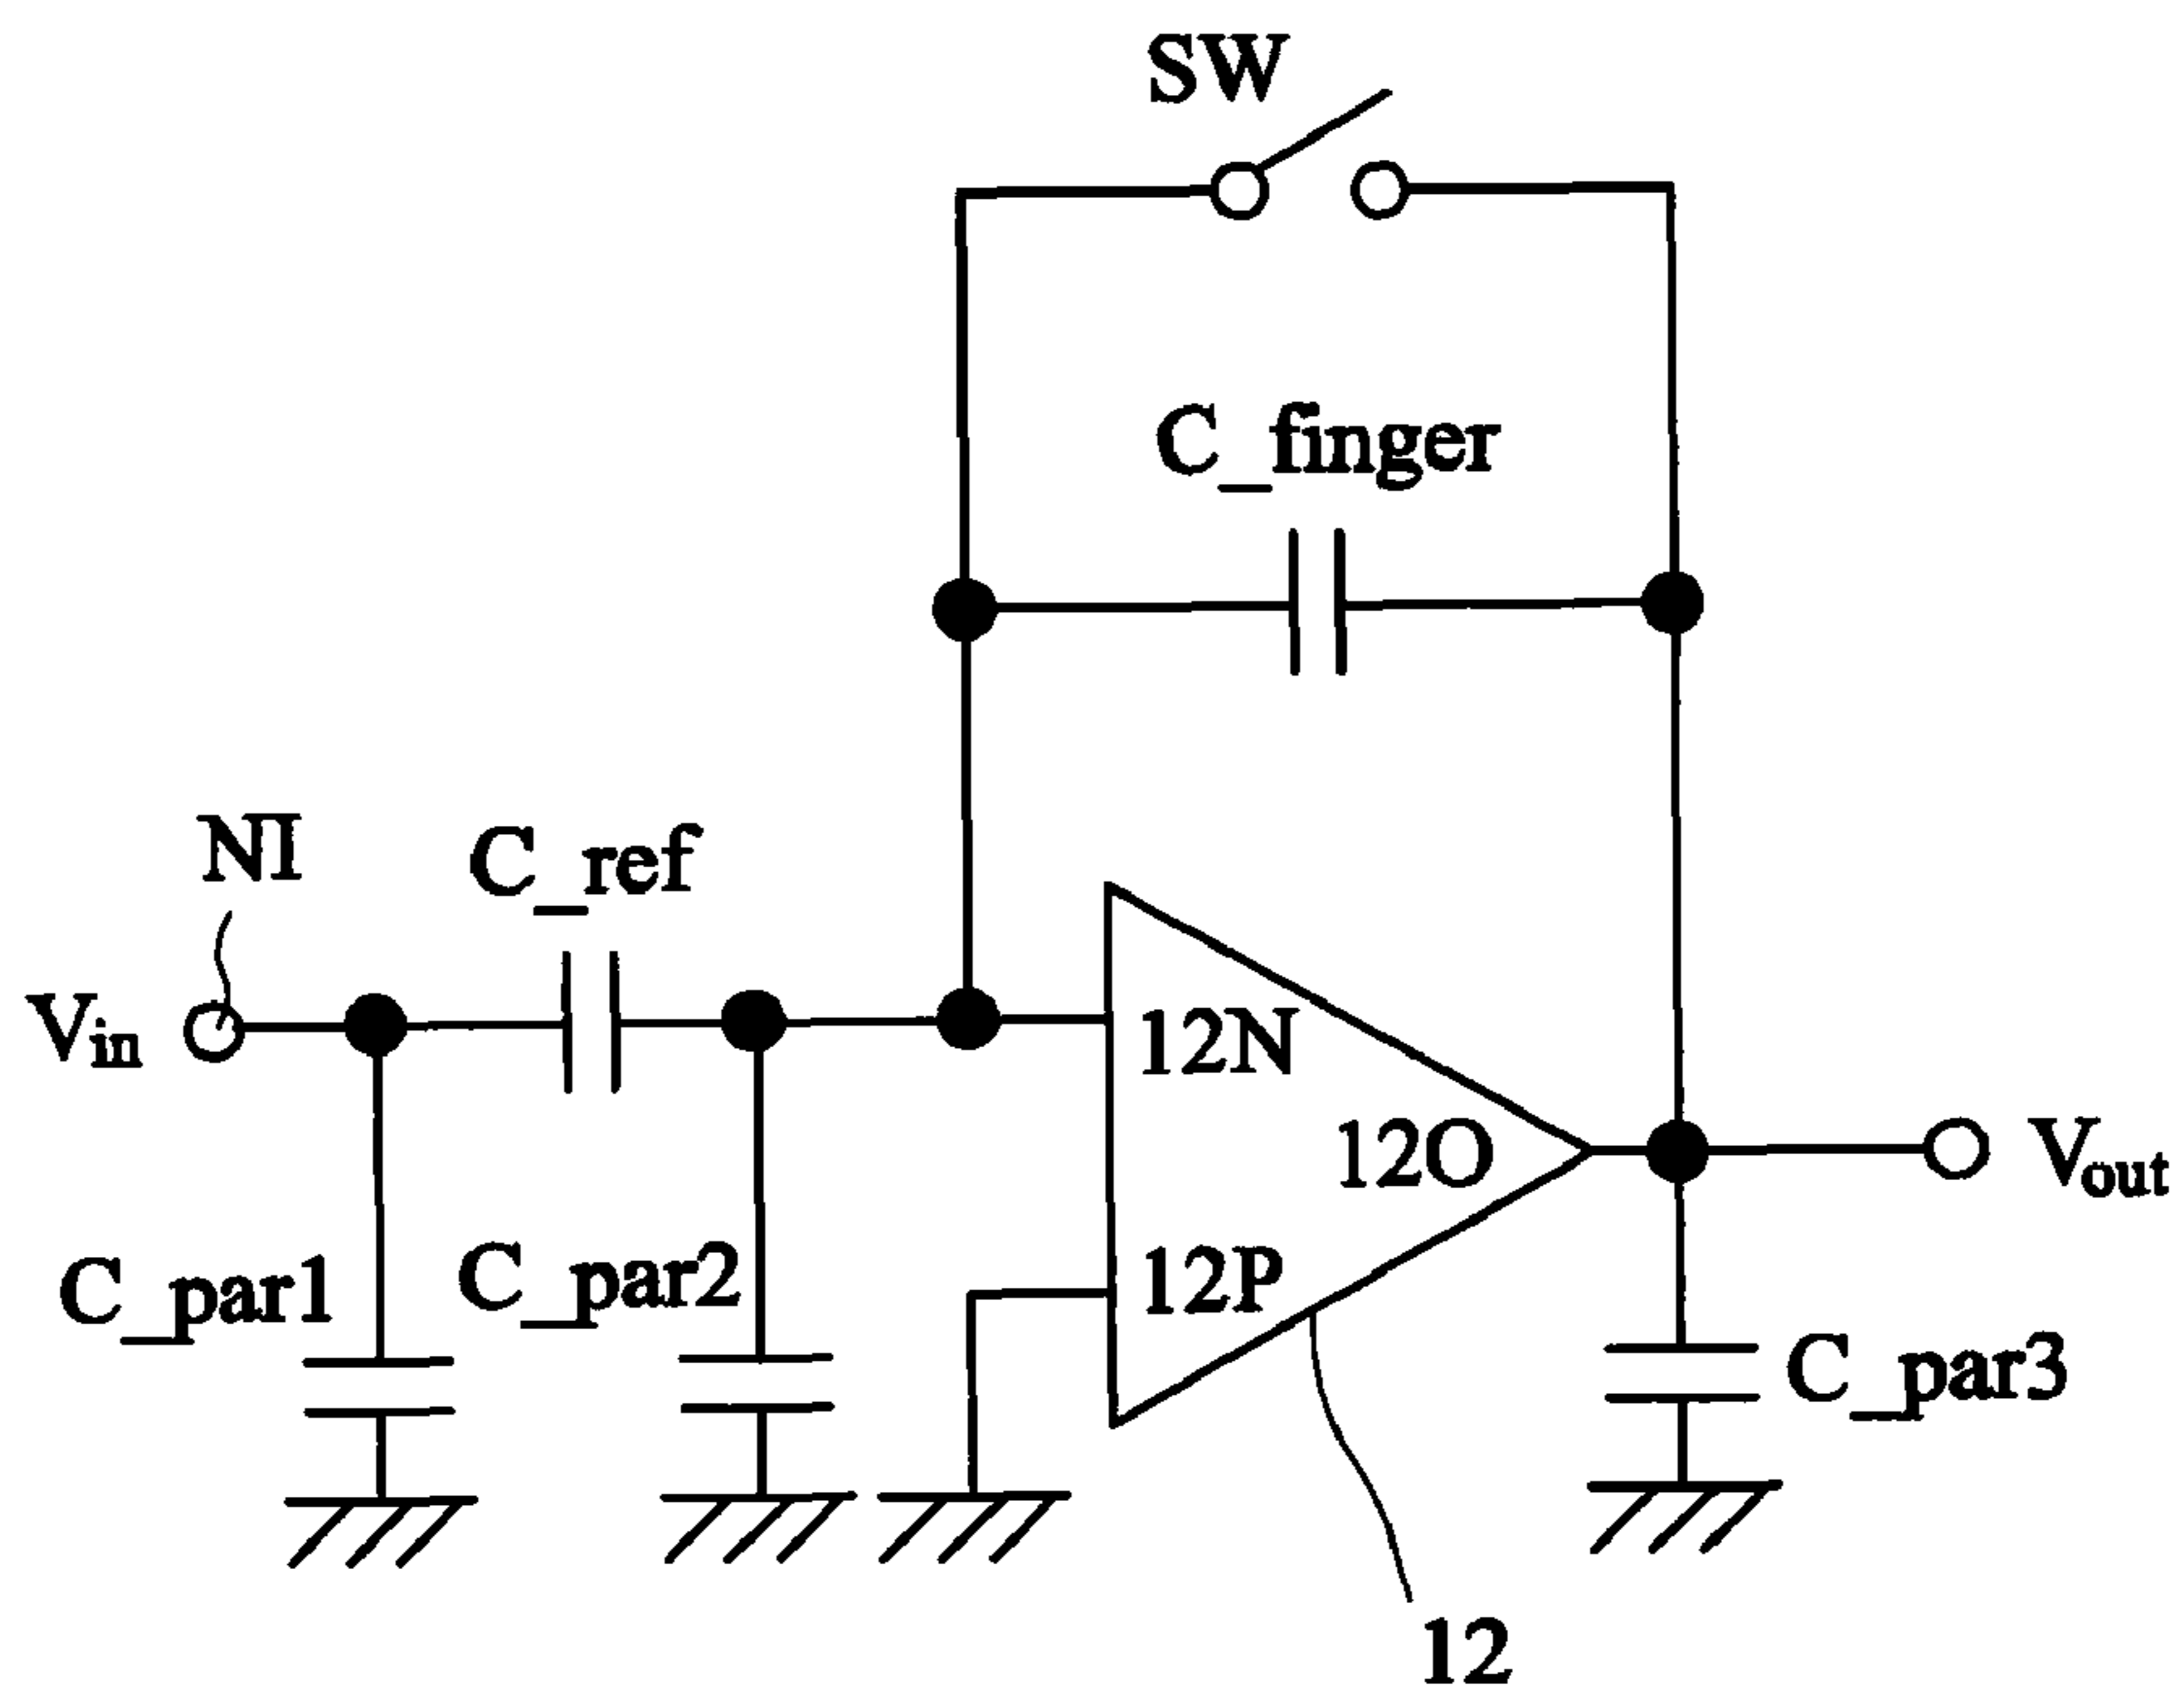 SW
C_finger
NI
C_ref
Vin
12N
12O
Vout
C_par1
C_par2
12P
C_par3
12